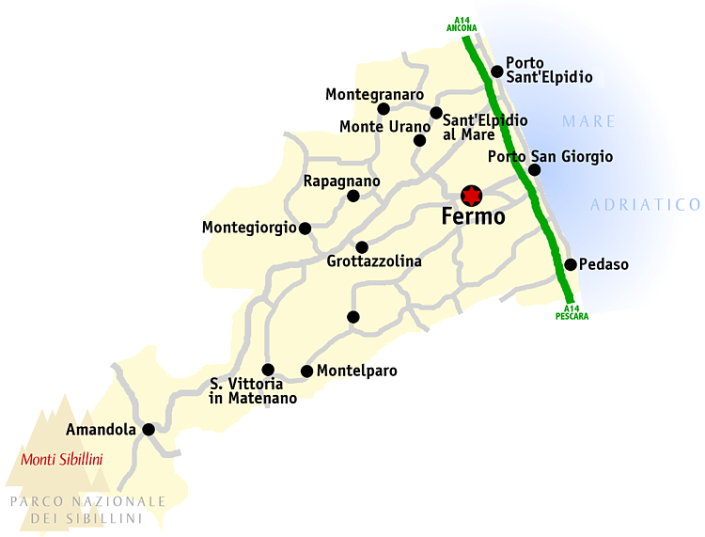 A14
ANCONA
Porto
Sant'Elpidio
Montegranaro
Sant'Elpidio
al Mare
Monte Urano
MARE
Porto San Giorgio
Rapagnano
ADRIATICO
Fermo
Montegiorgio
Grottazzolina
Pedaso
A14
PESCARA
Montelparo
S. Vittoria
in Matenano
Amandola
Monti Sibillini
PARCO NAZIONALE
DEI SIBILLINI